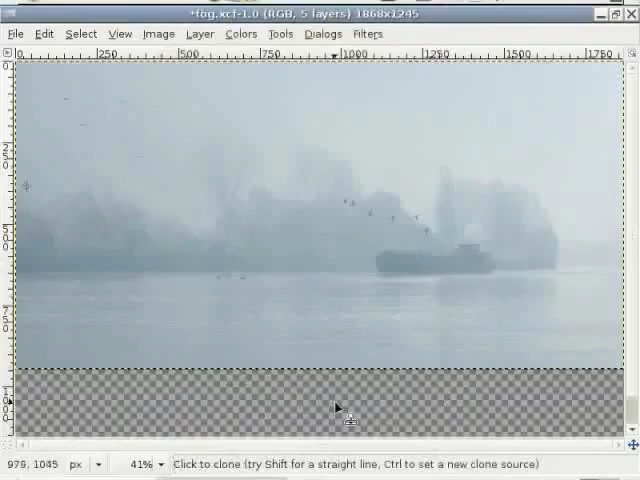 *fog.xcf-1.0 (RGB, 5 layers) 1868x1245
File Edit Select View Image Layer Colors Tools Dialogs Filters
0 250 500 750 1000 1250 1500 1750
979, 1045 px 41% Click to clone (try Shift for a straight line, Ctrl to set a new clone source)